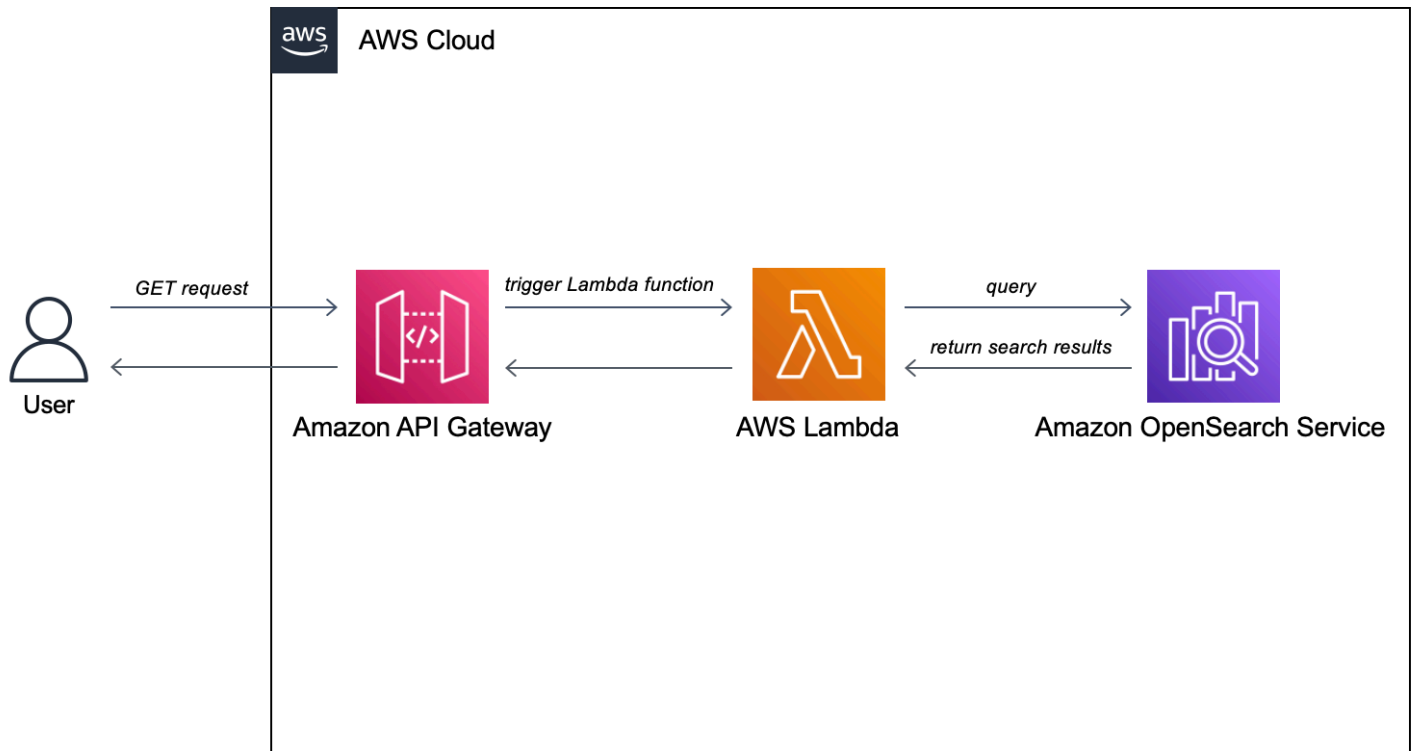 aws
AWS Cloud
GET request
trigger Lambda function
query
return search results
</>
User
Amazon API Gateway
AWS Lambda
Amazon OpenSearch Service